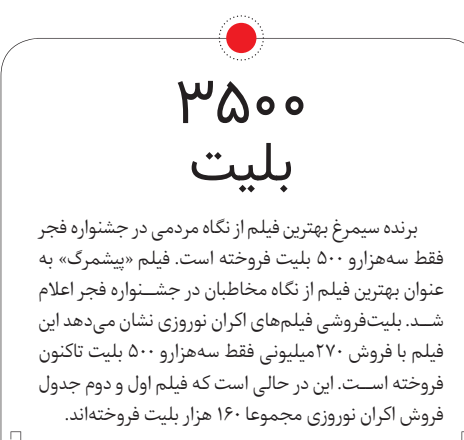 ۳۵۰۰
بلیت
برنده سیمرغ بهترین فیلم از نگاه مردمی در جشنواره فجر
فقط سه‌هزارو ۵۰۰ بلیت فروخته است. فیلم «پیشمرگ» به
عنوان بهترین فیلم از نگاه مخاطبان در جشنواره فجر اعلام
شد. بلیت‌فروشی فیلم‌های اکران نوروزی نشان می‌دهد این
فیلم با فروش ۲۷۰میلیونی فقط سه‌هزارو ۵۰۰ بلیت تاکنون
فروخته است. این در حالی است که فیلم اول و دوم جدول
فروش اکران نوروزی مجموعا ۱۶۰ هزار بلیت فروخته‌اند.